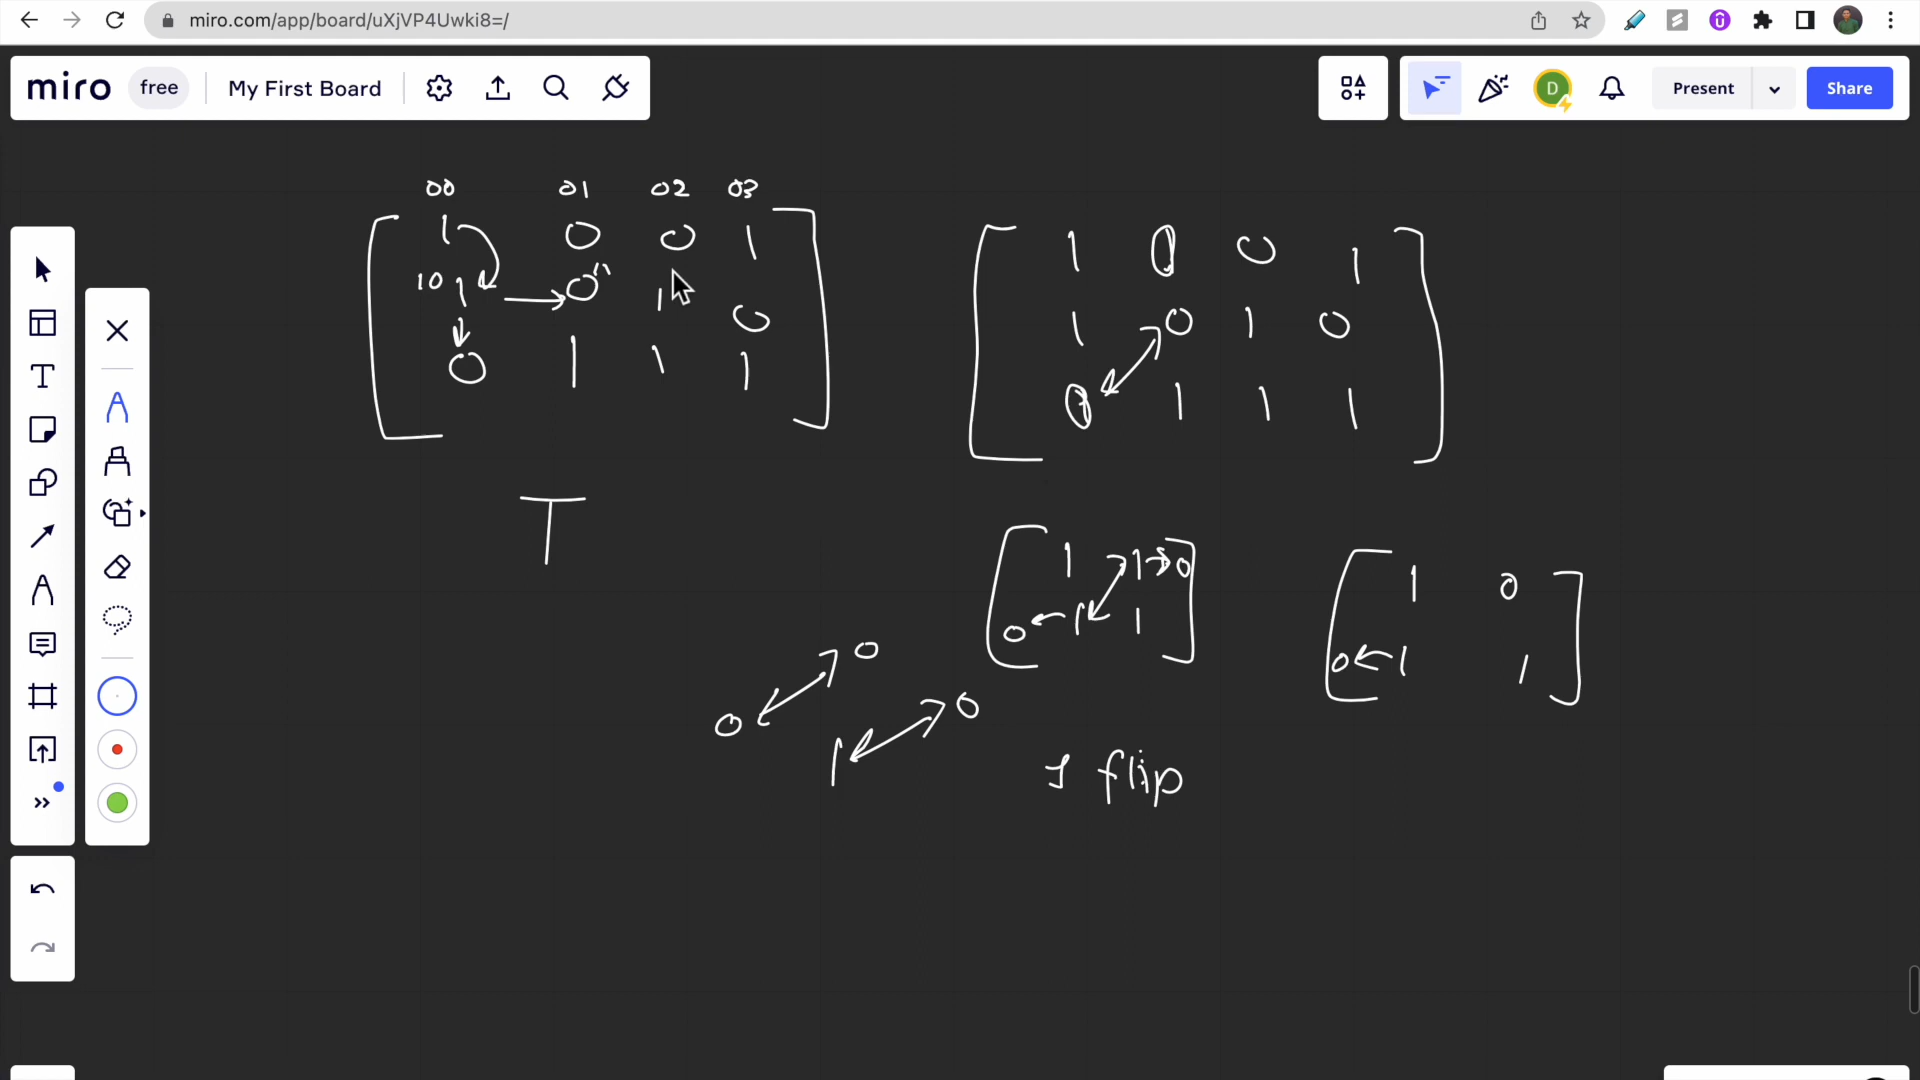 miro.com/app/board/uXjVP4Uwki8=/
miro free My First Board
D Present Share
00 01 02 03
1 0 0 1
10 1 0 11 1 0
0 1 1 1
T
1 0 0 1
1 0 1 0
0 1 1 1
1 1 0
0 1 1
1 0
0 1 1
0 0
1 0
1 flip